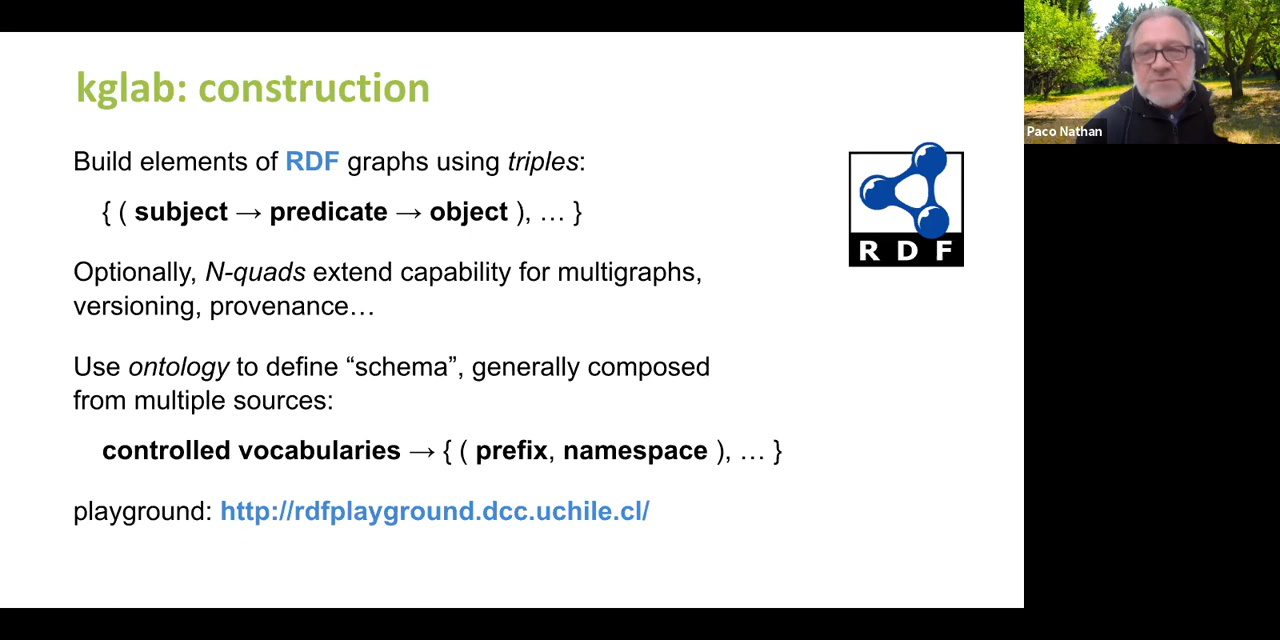 kglab: construction
Build elements of RDF graphs using triples:
{ ( subject → predicate → object ), … }
Optionally, N-quads extend capability for multigraphs,
versioning, provenance…
Use ontology to define “schema”, generally composed
from multiple sources:
controlled vocabularies → { ( prefix, namespace ), … }
playground: http://rdfplayground.dcc.uchile.cl/
RDF
Paco Nathan